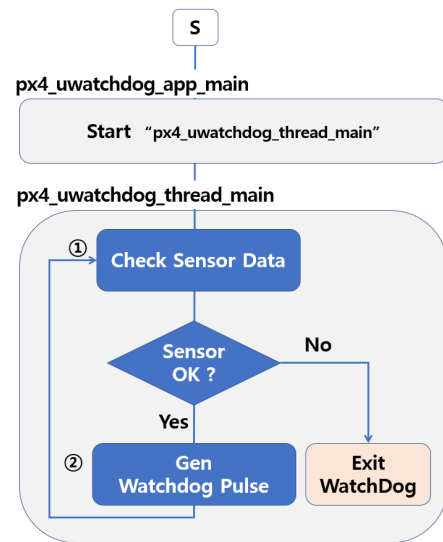 S
px4_uwatchdog_app_main
Start “px4_uwatchdog_thread_main”
px4_uwatchdog_thread_main
①
Check Sensor Data
Sensor
OK ?
No
Yes
②
Gen
Watchdog Pulse
Exit
WatchDog